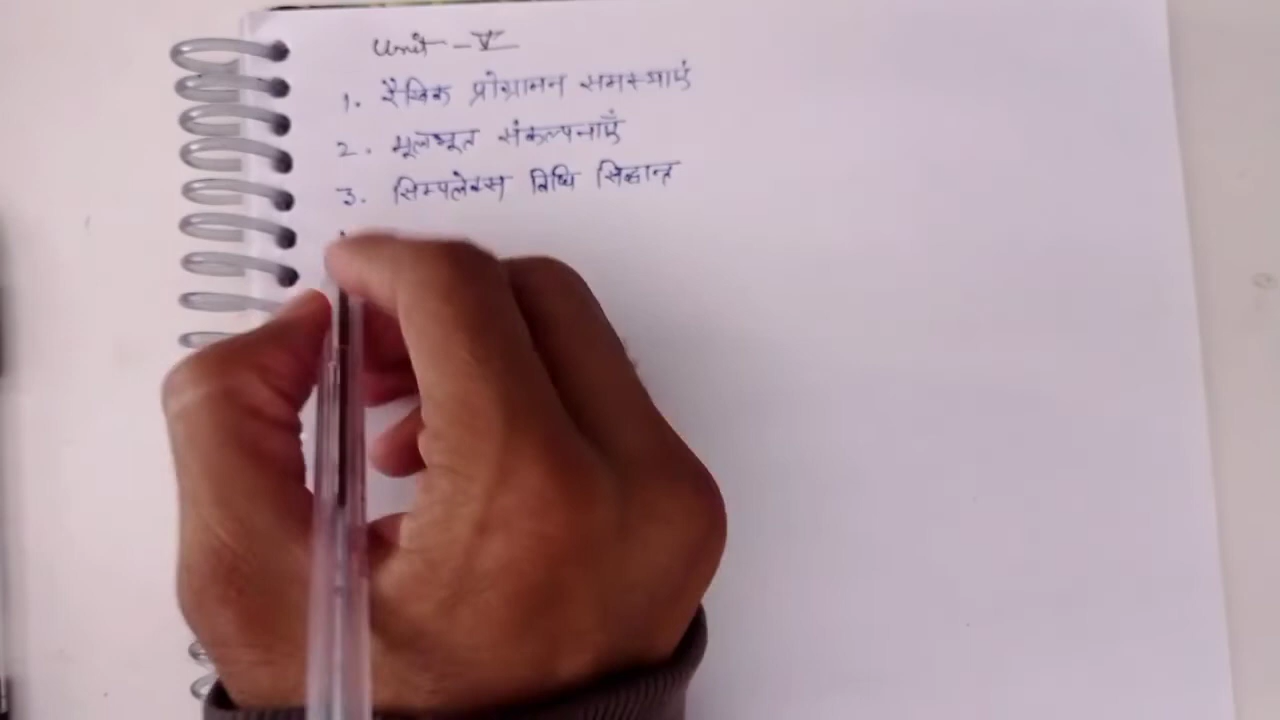 Unit - V
1. रैखिक प्रोग्रामन समस्याएं
2. मूलभूत संकल्पनाएँ
3. सिम्पलेक्स विधि सिद्धान्त